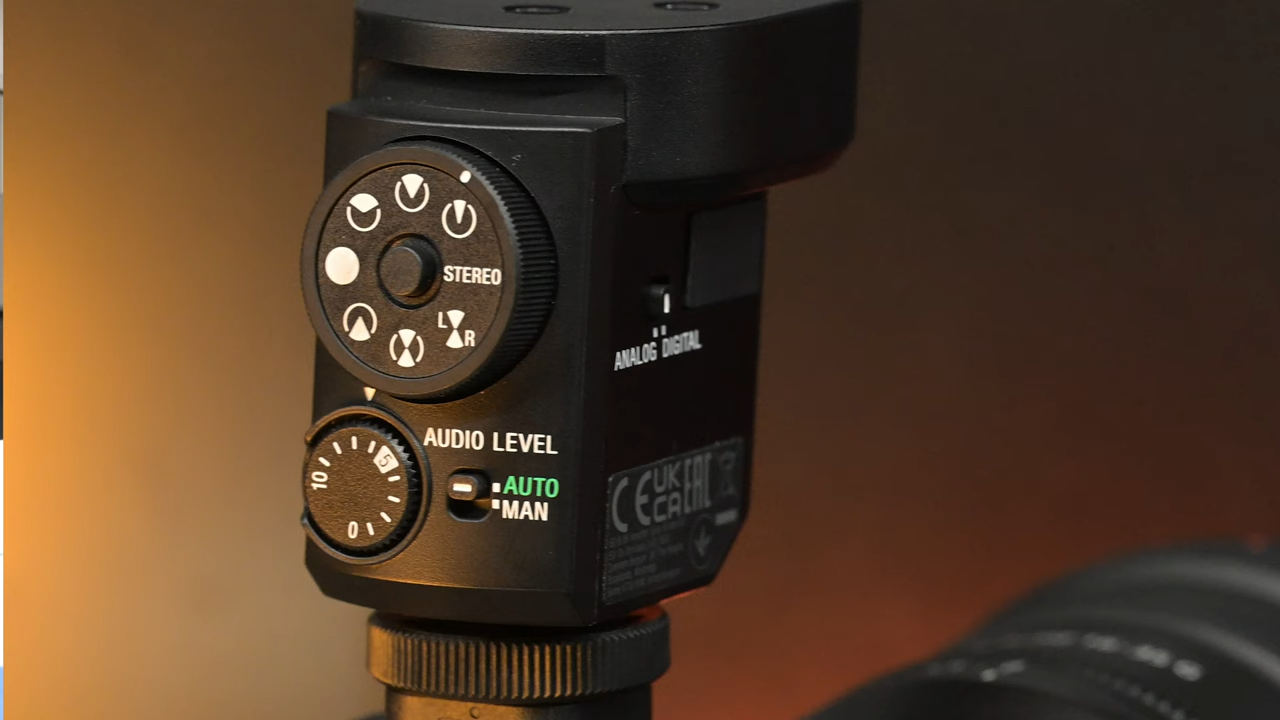 STEREO
L
R
ANALOG DIGITAL
AUDIO LEVEL
5
10
0
AUTO
MAN
CE UK CA EAC